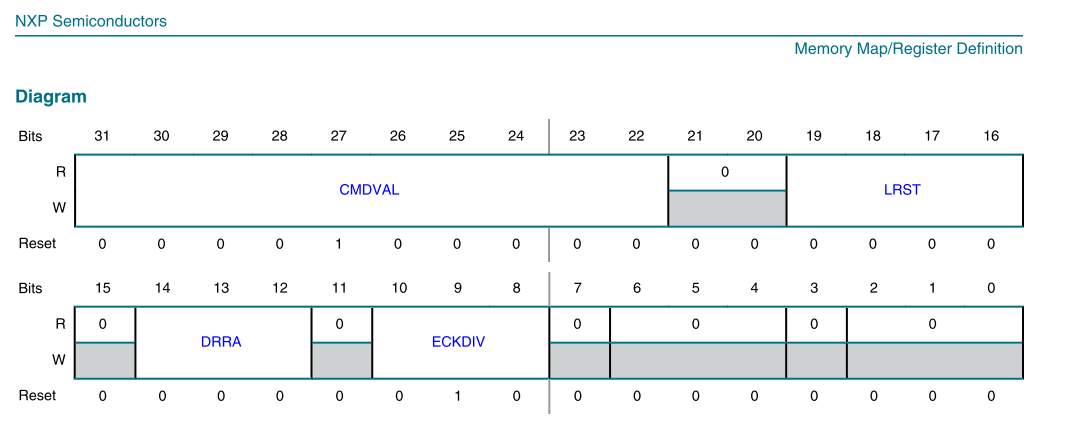 NXP Semiconductors
Memory Map/Register Definition
Diagram
Bits 31 30 29 28 27 26 25 24 23 22 21 20 19 18 17 16
R 0
CMDVAL LRST
W
Reset 0 0 0 0 1 0 0 0 0 0 0 0 0 0 0 0
Bits 15 14 13 12 11 10 9 8 7 6 5 4 3 2 1 0
R 0 0 0 0 0 0
DRRA ECKDIV
W
Reset 0 0 0 0 0 0 1 0 0 0 0 0 0 0 0 0